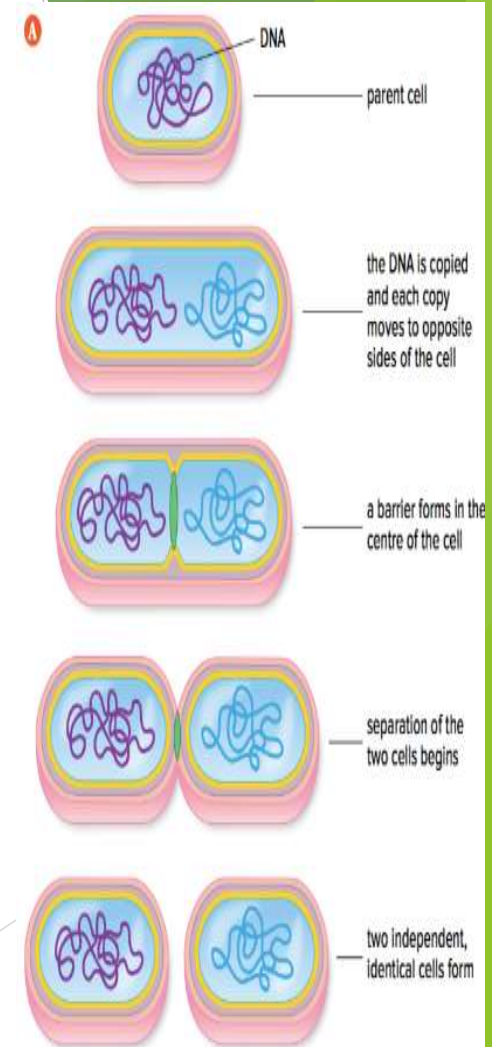 A
DNA
parent cell
the DNA is copied
and each copy
moves to opposite
sides of the cell
a barrier forms in the
centre of the cell
separation of the
two cells begins
two independent,
identical cells form